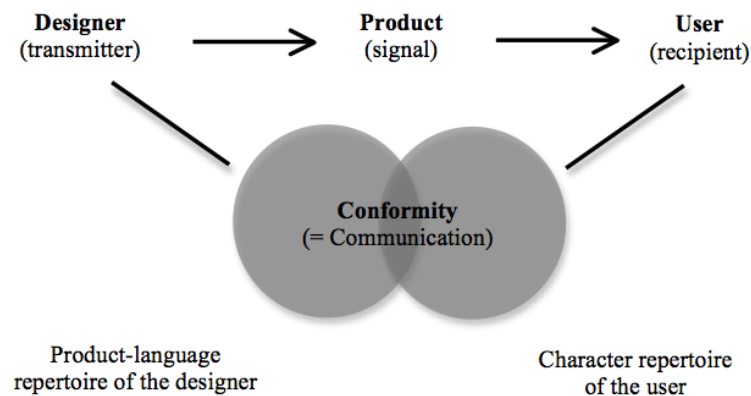 Designer
(transmitter)
Product
(signal)
User
(recipient)
Conformity
(= Communication)
Product-language
repertoire of the designer
Character repertoire
of the user